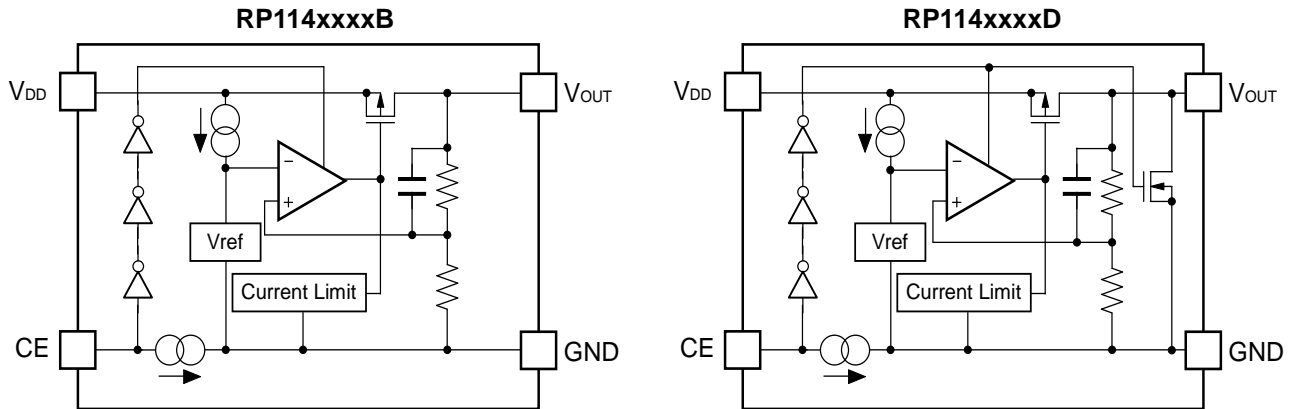 RP114xxxxB
VDD
VOUT
−
+
Vref
Current Limit
CE
GND
RP114xxxxD
VDD
VOUT
−
+
Vref
Current Limit
CE
GND